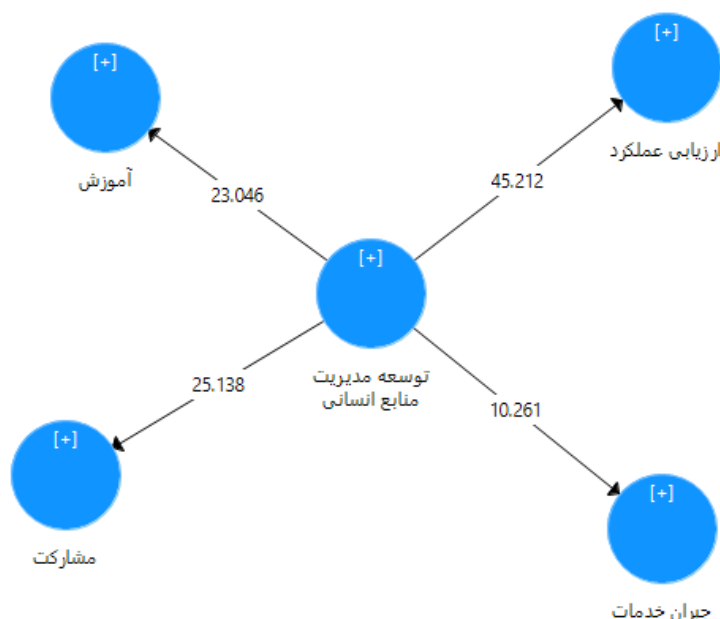 [+]
[+]
ارزیابی عملکرد
آموزش
23.046
45.212
[+]
توسعه مدیریت
منابع انسانی
25.138
10.261
[+]
[+]
مشارکت
جبران خدمات